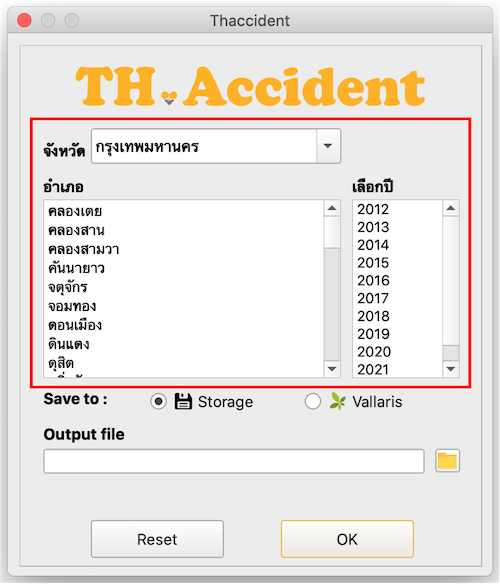 Thaccident
TH Accident
จังหวัด กรุงเทพมหานคร
อำเภอ
คลองเตย
คลองสาน
คลองสามวา
คันนายาว
จตุจักร
จอมทอง
ดอนเมือง
ดินแดง
ดุสิต
เลือกปี
2012
2013
2014
2015
2016
2017
2018
2019
2020
2021
Save to : Storage Vallaris
Output file
Reset OK